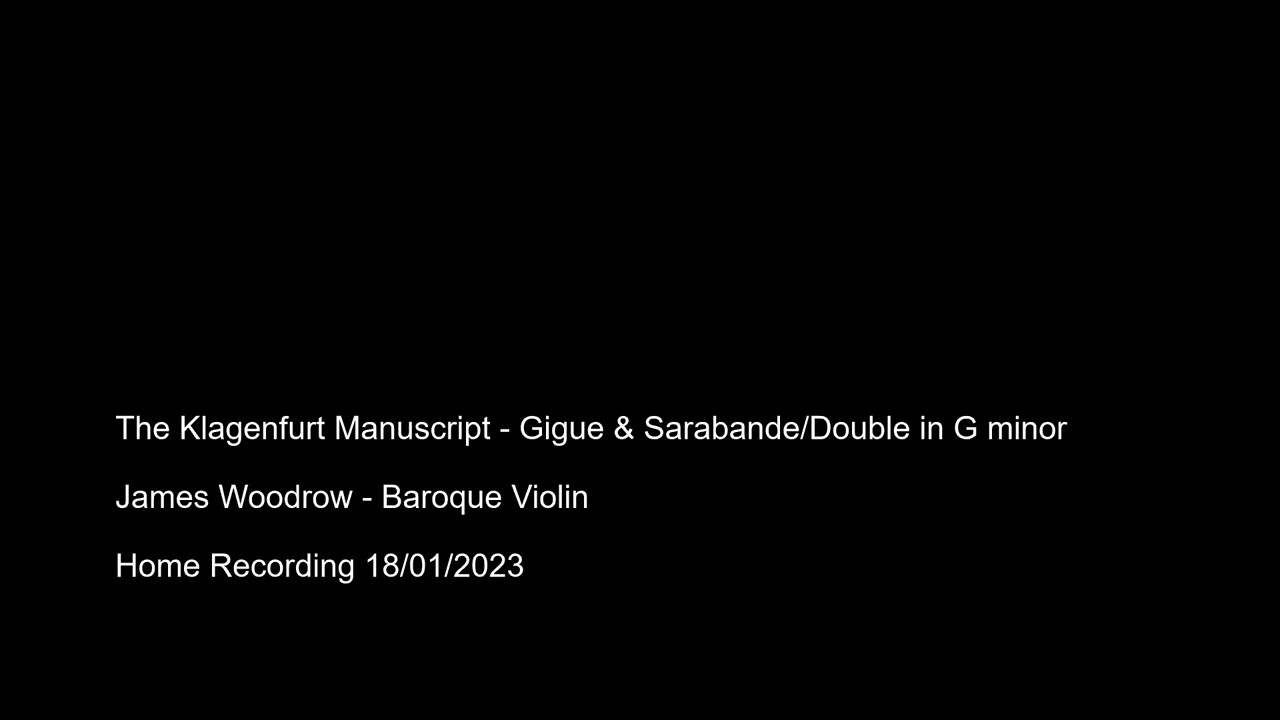 The Klagenfurt Manuscript - Gigue & Sarabande/Double in G minor
James Woodrow - Baroque Violin
Home Recording 18/01/2023